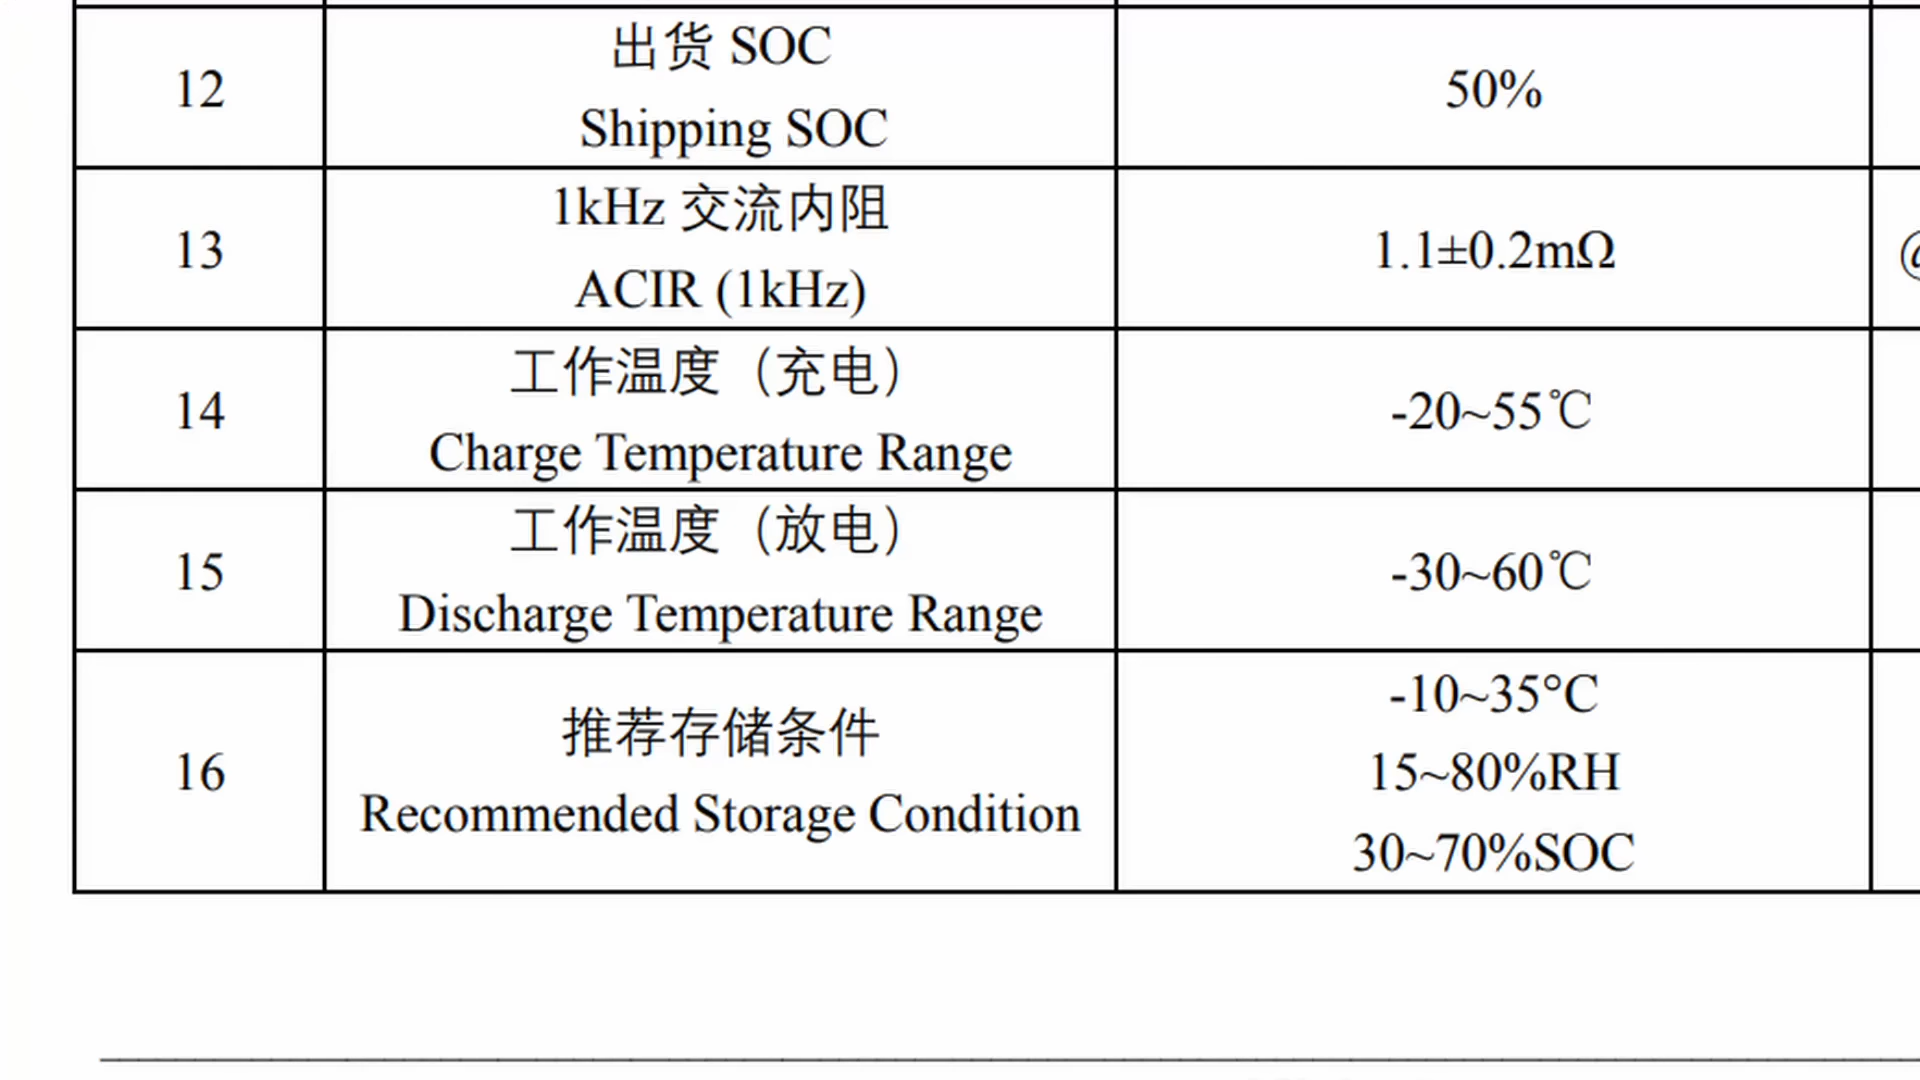 12
出货 SOC
Shipping SOC
50%
13
1kHz 交流内阻
ACIR (1kHz)
1.1±0.2mΩ
14
工作温度（充电）
Charge Temperature Range
-20~55℃
15
工作温度（放电）
Discharge Temperature Range
-30~60℃
16
推荐存储条件
Recommended Storage Condition
-10~35°C
15~80%RH
30~70%SOC